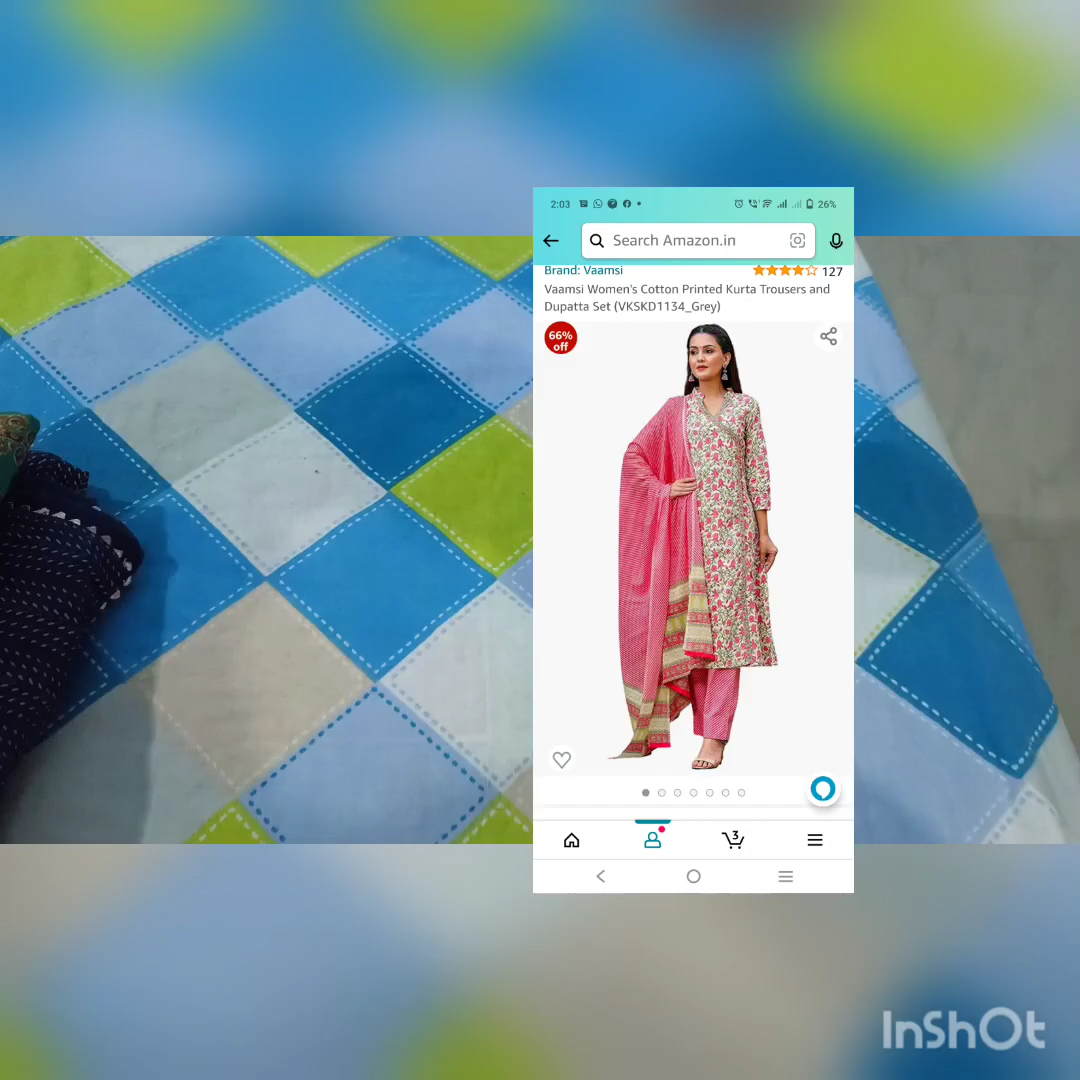 2:03
26%
Search Amazon.in
Brand: Vaamsi
127
Vaamsi Women's Cotton Printed Kurta Trousers and
Dupatta Set (VKSKD1134_Grey)
66%
off
3
InShOt